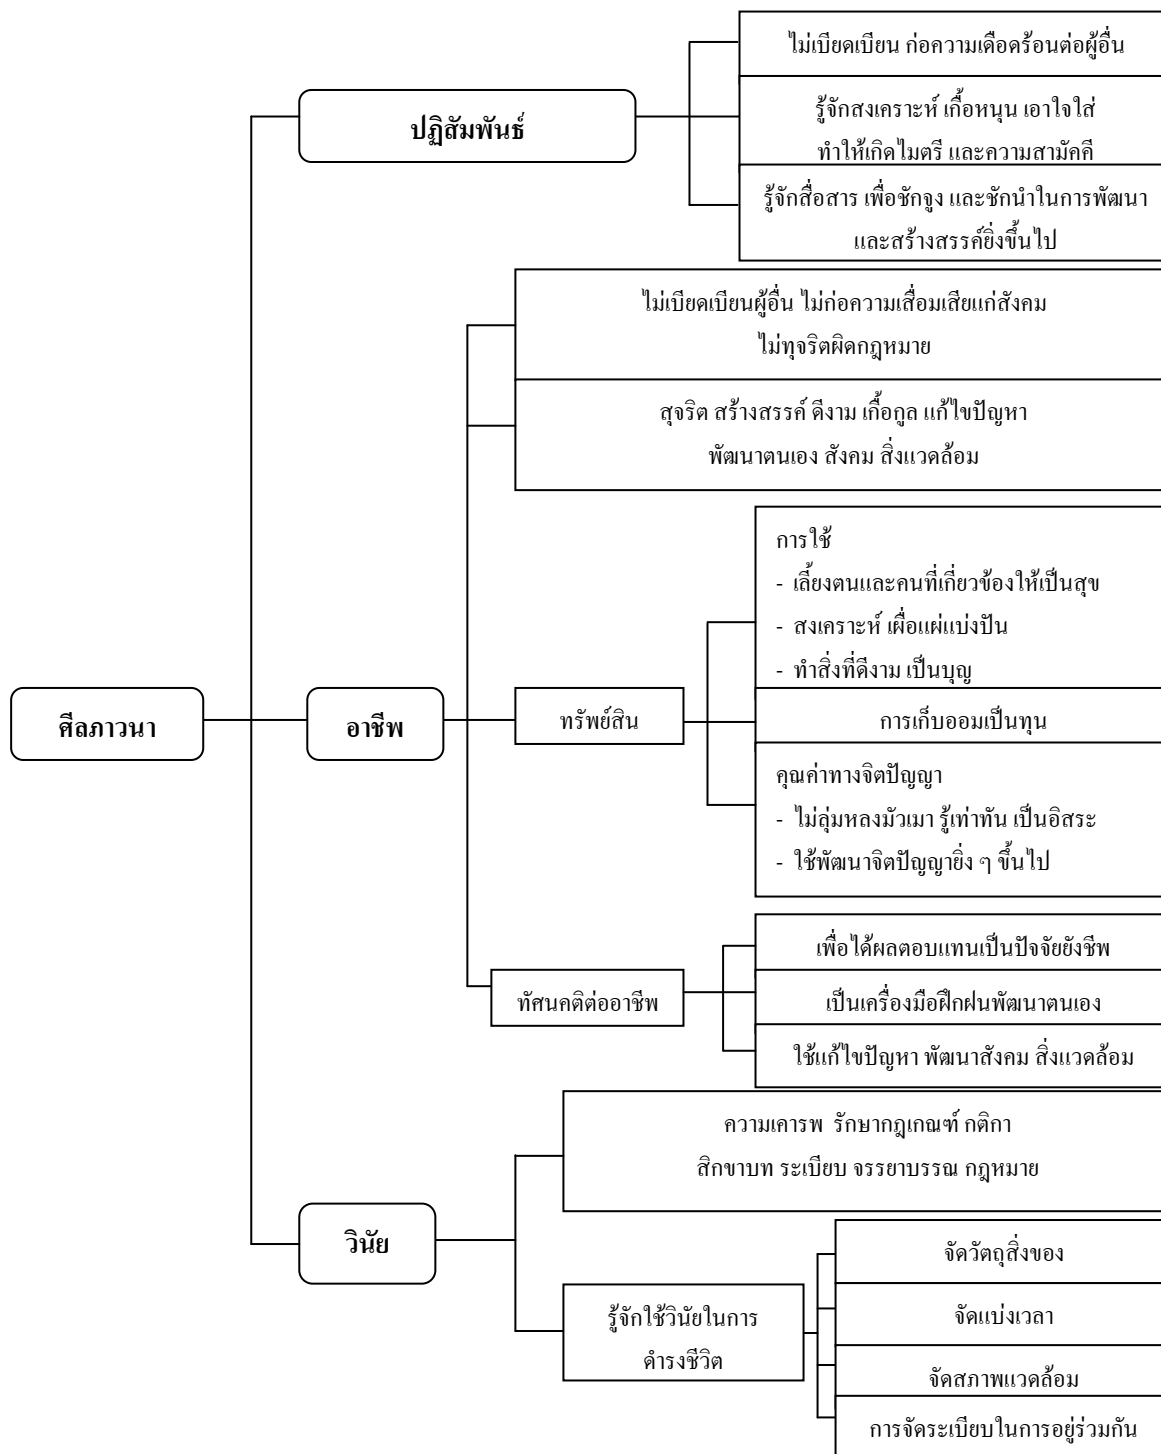 ไม่เบียดเบียน ก่อความเดือดร้อนต่อผู้อื่น
ปฏิสัมพันธ์
รู้จักสงเคราะห์ เกื้อหนุน เอาใจใส่
ทำให้เกิดไมตรี และความสามัคคี
รู้จักสื่อสาร เพื่อชักจูง และชักนำในการพัฒนา
และสร้างสรรค์ยิ่งขึ้นไป
ไม่เบียดเบียนผู้อื่น ไม่ก่อความเสื่อมเสียแก่สังคม
ไม่ทุจริตผิดกฎหมาย
สุจริต สร้างสรรค์ ดีงาม เกื้อกูล แก้ไขปัญหา
พัฒนาตนเอง สังคม สิ่งแวดล้อม
การใช้
- เลี้ยงตนและคนที่เกี่ยวข้องให้เป็นสุข
- สงเคราะห์ เผื่อแผ่แบ่งปัน
- ทำสิ่งที่ดีงาม เป็นบุญ
ศีลภาวนา
อาชีพ
ทรัพย์สิน
การเก็บออมเป็นทุน
คุณค่าทางจิตปัญญา
- ไม่ลุ่มหลงมัวเมา รู้เท่าทัน เป็นอิสระ
- ใช้พัฒนาจิตปัญญายิ่ง ๆ ขึ้นไป
เพื่อได้ผลตอบแทนเป็นปัจจัยยังชีพ
ทัศนคติต่ออาชีพ
เป็นเครื่องมือฝึกฝนพัฒนาตนเอง
ใช้แก้ไขปัญหา พัฒนาสังคม สิ่งแวดล้อม
ความเคารพ รักษากฎเกณฑ์ กติกา
สิกขาบท ระเบียบ จรรยาบรรณ กฎหมาย
วินัย
จัดวัตถุสิ่งของ
รู้จักใช้วินัยในการ
ดำรงชีวิต
จัดแบ่งเวลา
จัดสภาพแวดล้อม
การจัดระเบียบในการอยู่ร่วมกัน